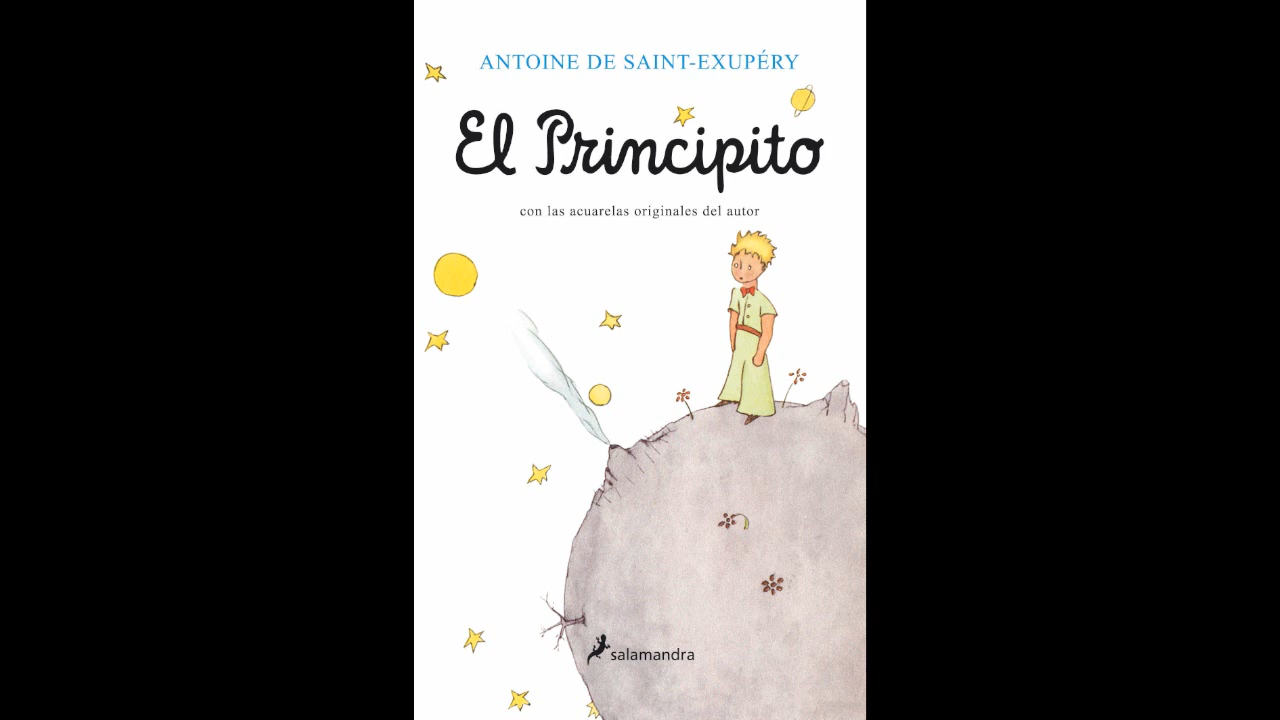 ANTOINE DE SAINT-EXUPÉRY
El Principito
con las acuarelas originales del autor
salamandra